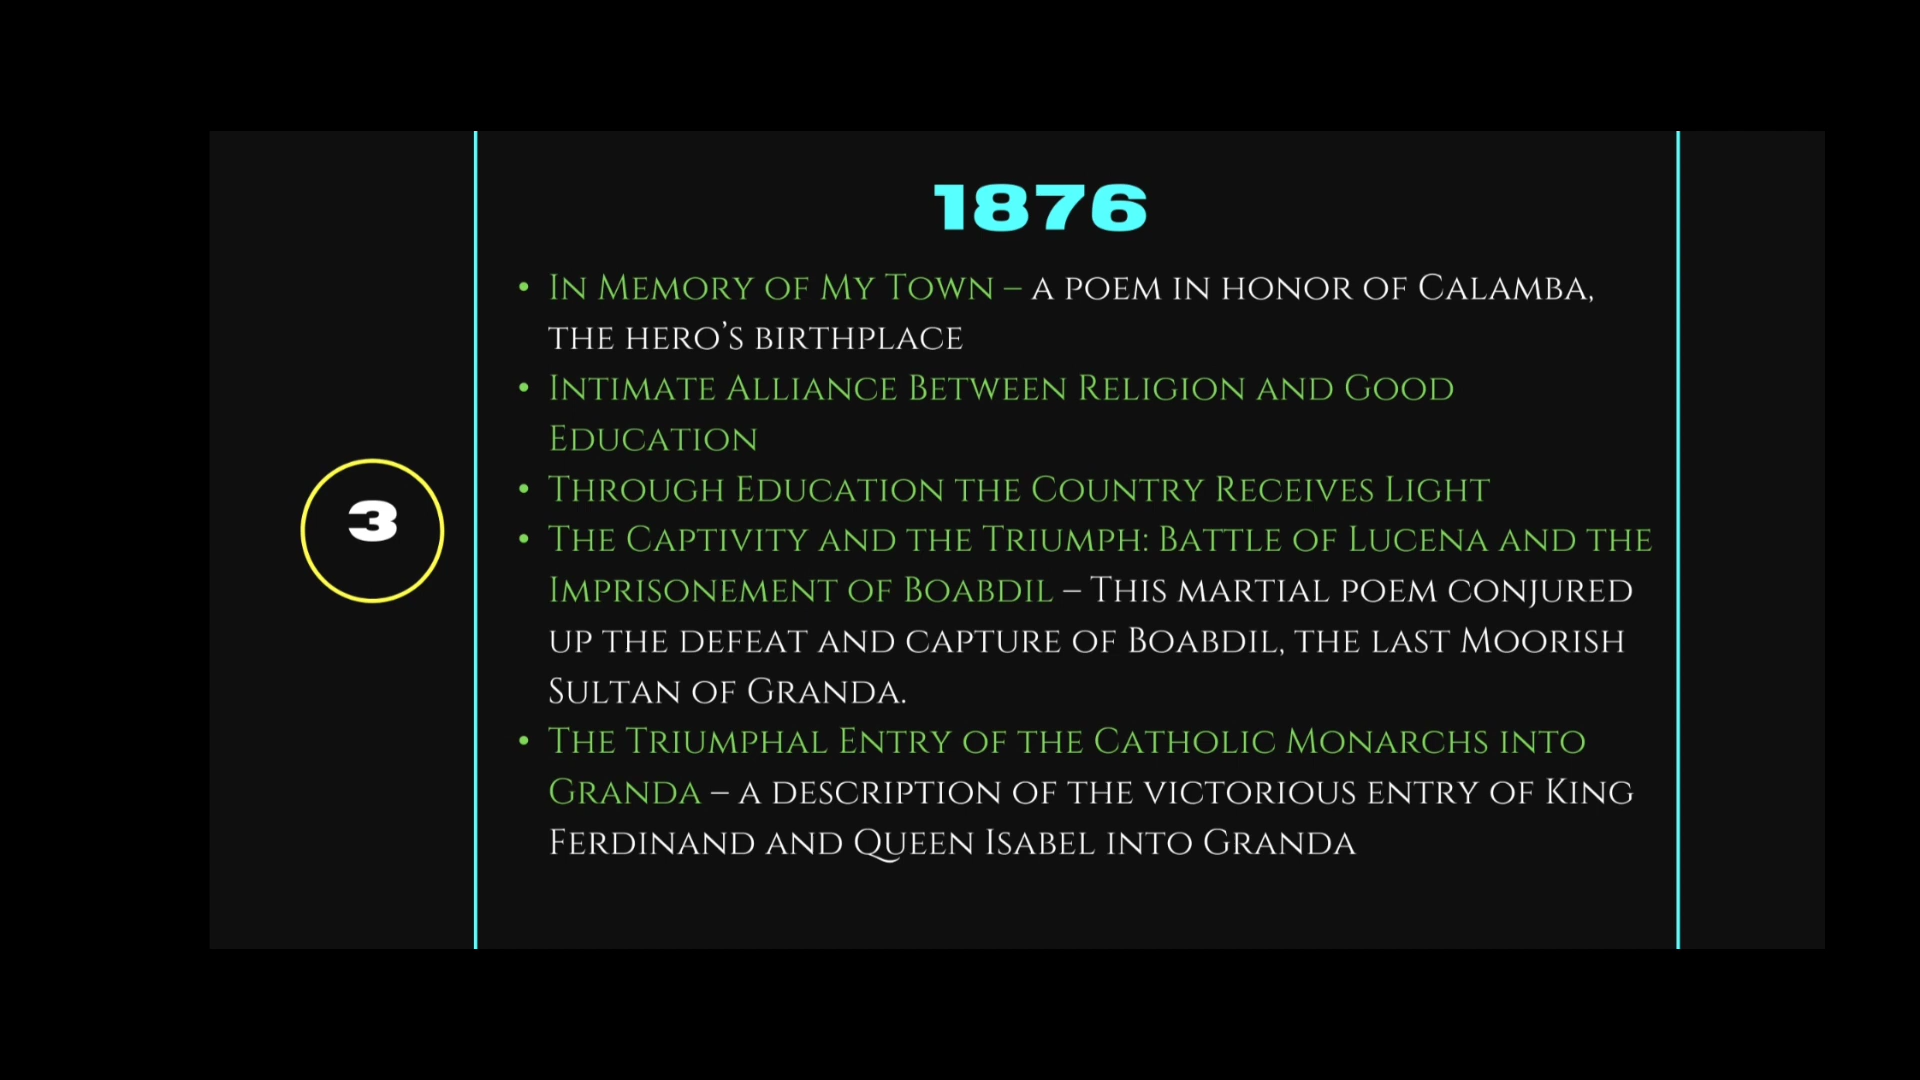 1876
• In Memory of My Town – a poem in honor of Calamba,
the hero's birthplace
• Intimate Alliance Between Religion and Good
Education
• Through Education the Country Receives Light
• The Captivity and the Triumph: Battle of Lucena and the
Imprisonement of Boabdil – This martial poem conjured
up the defeat and capture of Boabdil, the last Moorish
Sultan of Granda.
• The Triumphal Entry of the Catholic Monarchs into
Granda – a description of the victorious entry of King
Ferdinand and Queen Isabel into Granda
3